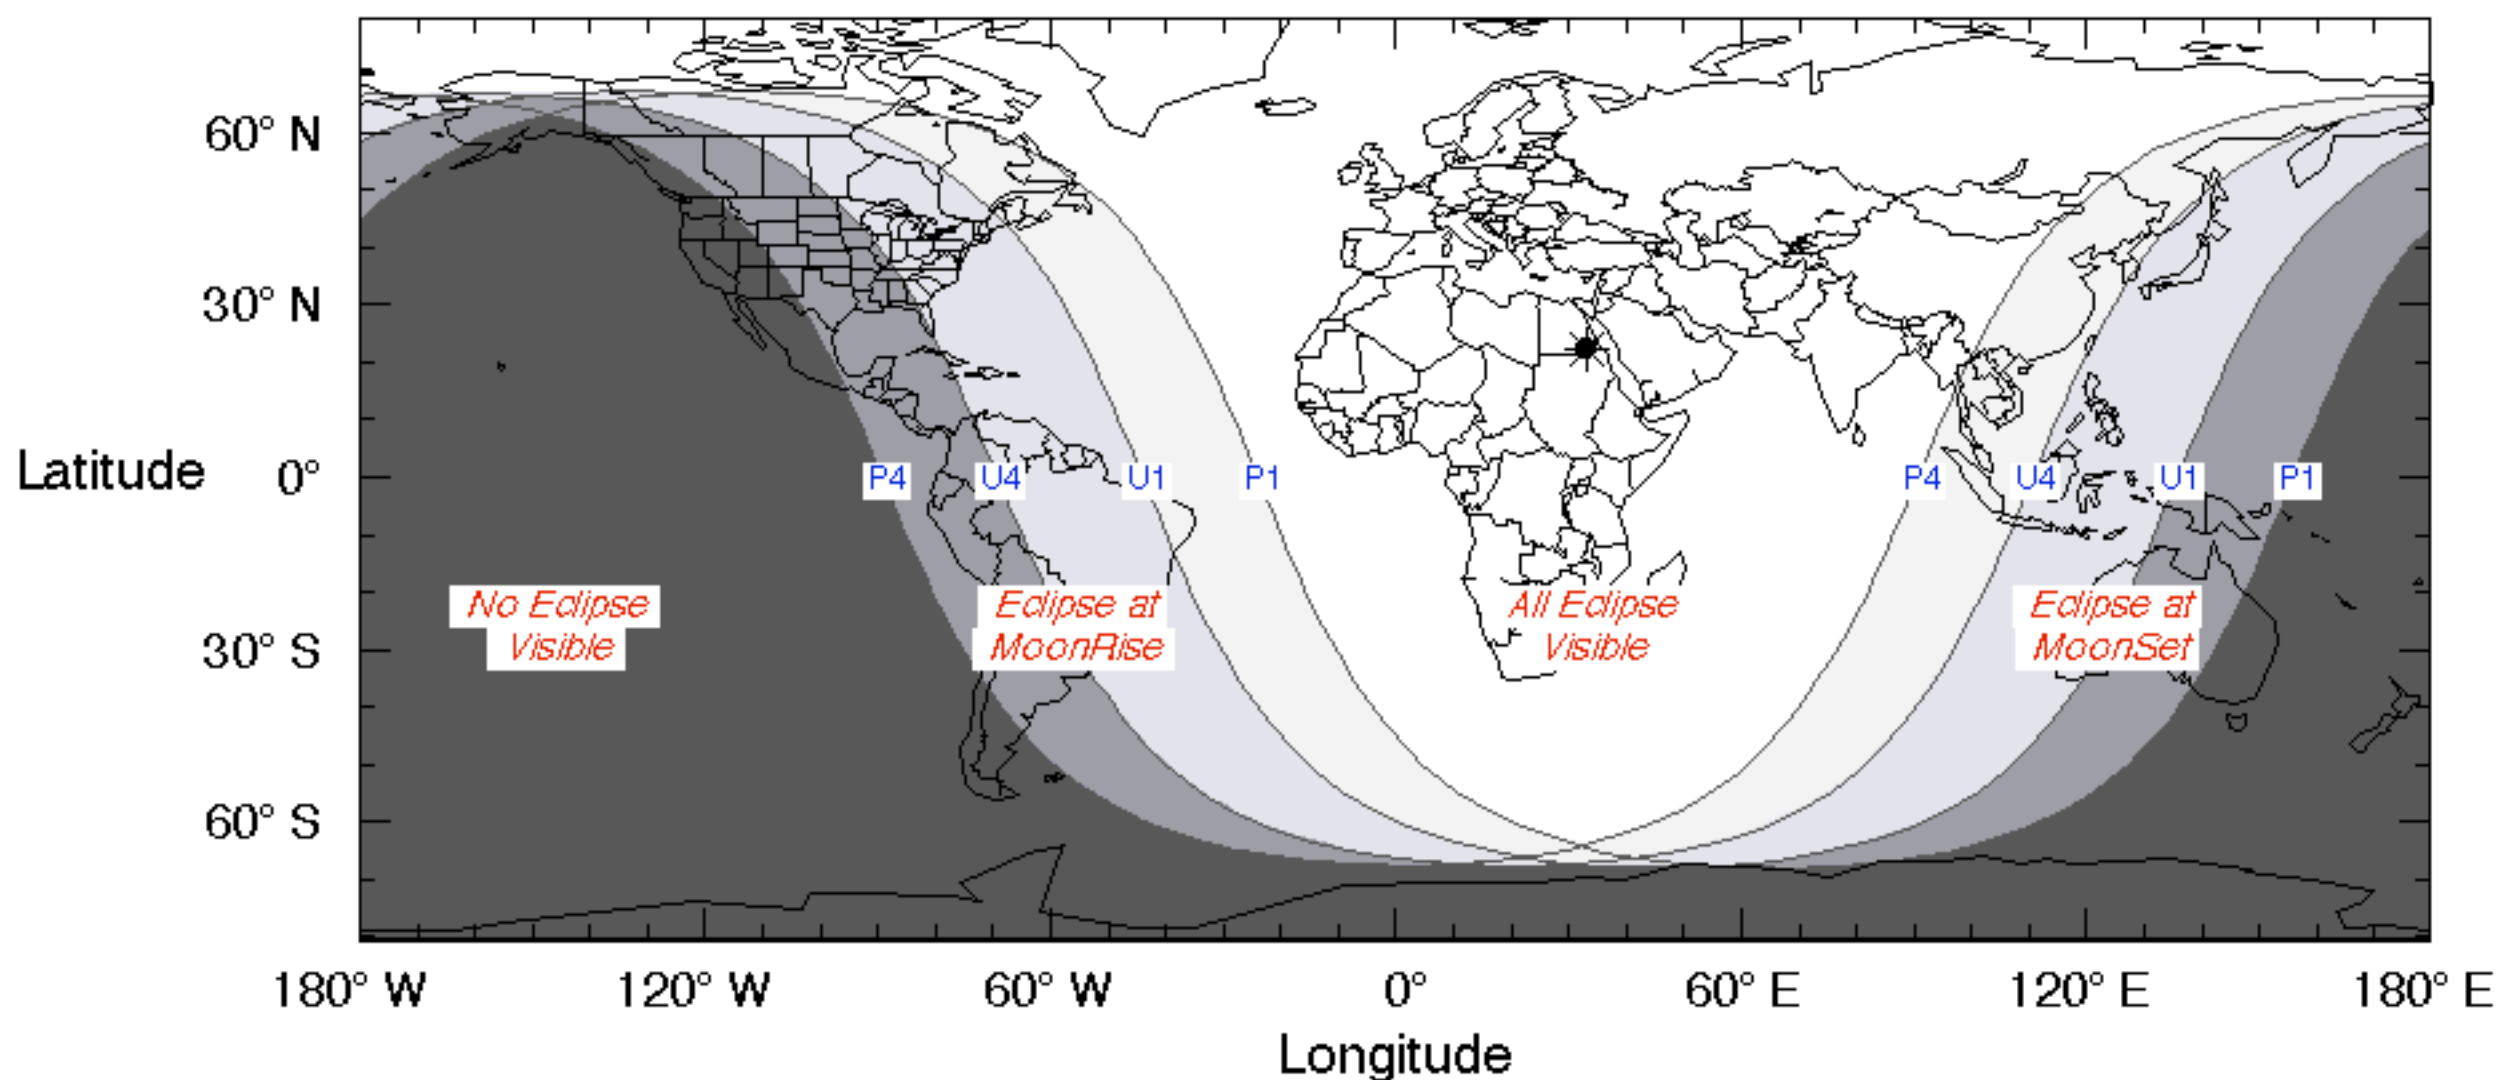 60° N
30° N
Latitude 0°
P4 U4 U1 P1 P4 U4 U1 P1
No Eclipse
Visible
Eclipse at
MoonRise
All Eclipse
Visible
Eclipse at
MoonSet
30° S
60° S
180° W 120° W 60° W 0° 60° E 120° E 180° E
Longitude